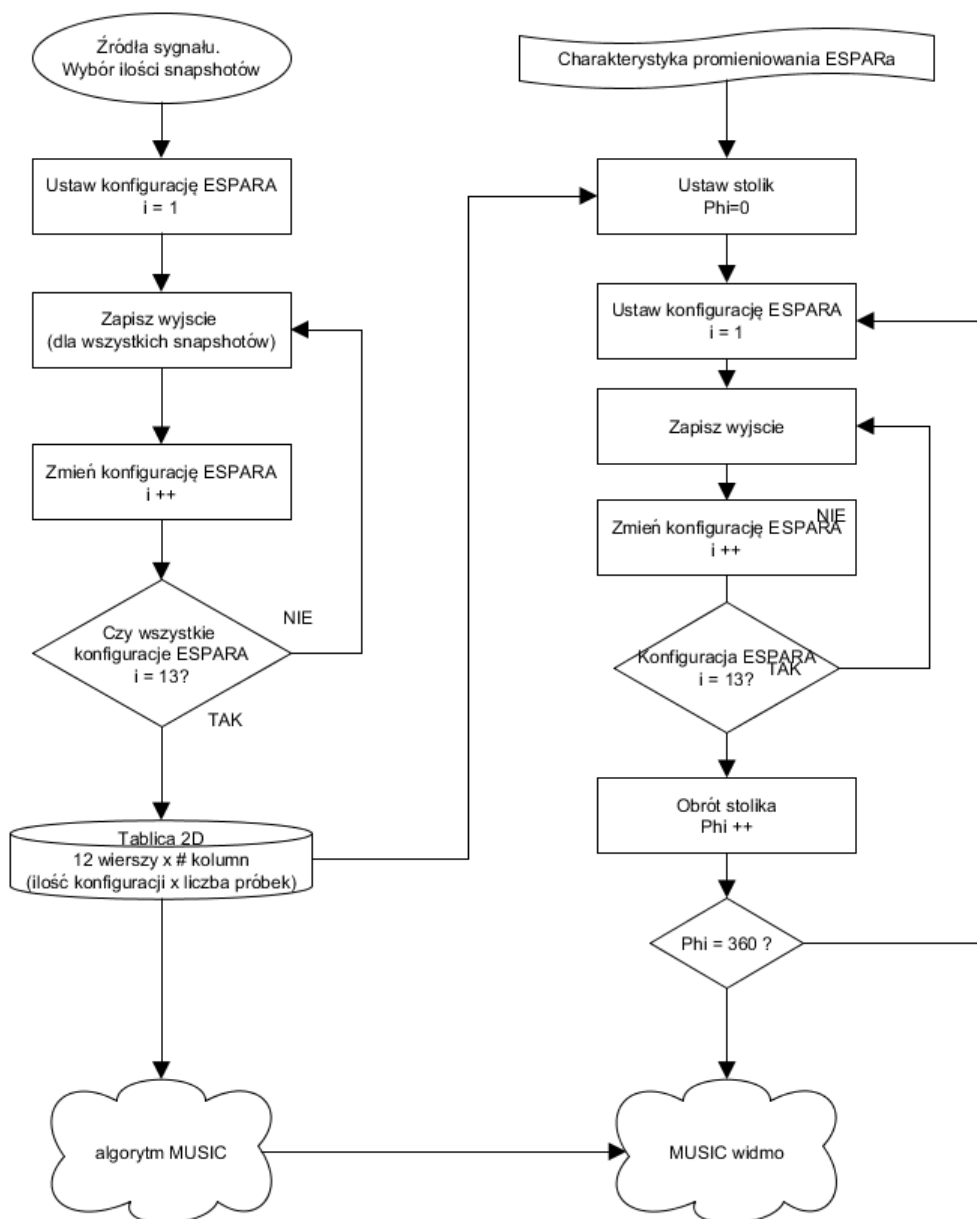 Źródła sygnału.
Wybór ilości snapshotów
Ustaw konfigurację ESPARA
i = 1
Zapisz wyjscie
(dla wszystkich snapshotów)
Zmień konfigurację ESPARA
i ++
Czy wszystkie
konfiguracje ESPARA
i = 13?
NIE
TAK
Tablica 2D
12 wierszy x # kolumn
(ilość konfiguracji x liczba próbek)
algorytm MUSIC
Charakterystyka promieniowania ESPARa
Ustaw stolik
Phi=0
Ustaw konfigurację ESPARA
i = 1
Zapisz wyjscie
Zmień konfigurację ESPARA
NIE
i ++
Konfiguracja ESPARA
TAK
i = 13?
Obrót stolika
Phi ++
Phi = 360 ?
MUSIC widmo